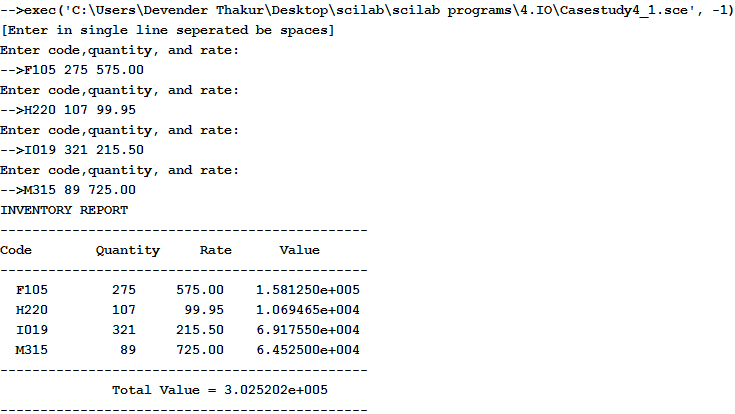 -->exec('C:\Users\Devender Thakur\Desktop\scilab\scilab programs\4.IO\Casestudy4_1.sce', -1)
[Enter in single line seperated be spaces]
Enter code,quantity, and rate:
-->F105 275 575.00
Enter code,quantity, and rate:
-->H220 107 99.95
Enter code,quantity, and rate:
-->I019 321 215.50
Enter code,quantity, and rate:
-->M315 89 725.00
INVENTORY REPORT
----------------------------------------------
Code        Quantity     Rate      Value
----------------------------------------------
  F105        275     575.00    1.581250e+005
  H220        107      99.95    1.069465e+004
  I019        321     215.50    6.917550e+004
  M315         89     725.00    6.452500e+004
----------------------------------------------
              Total Value = 3.025202e+005
----------------------------------------------